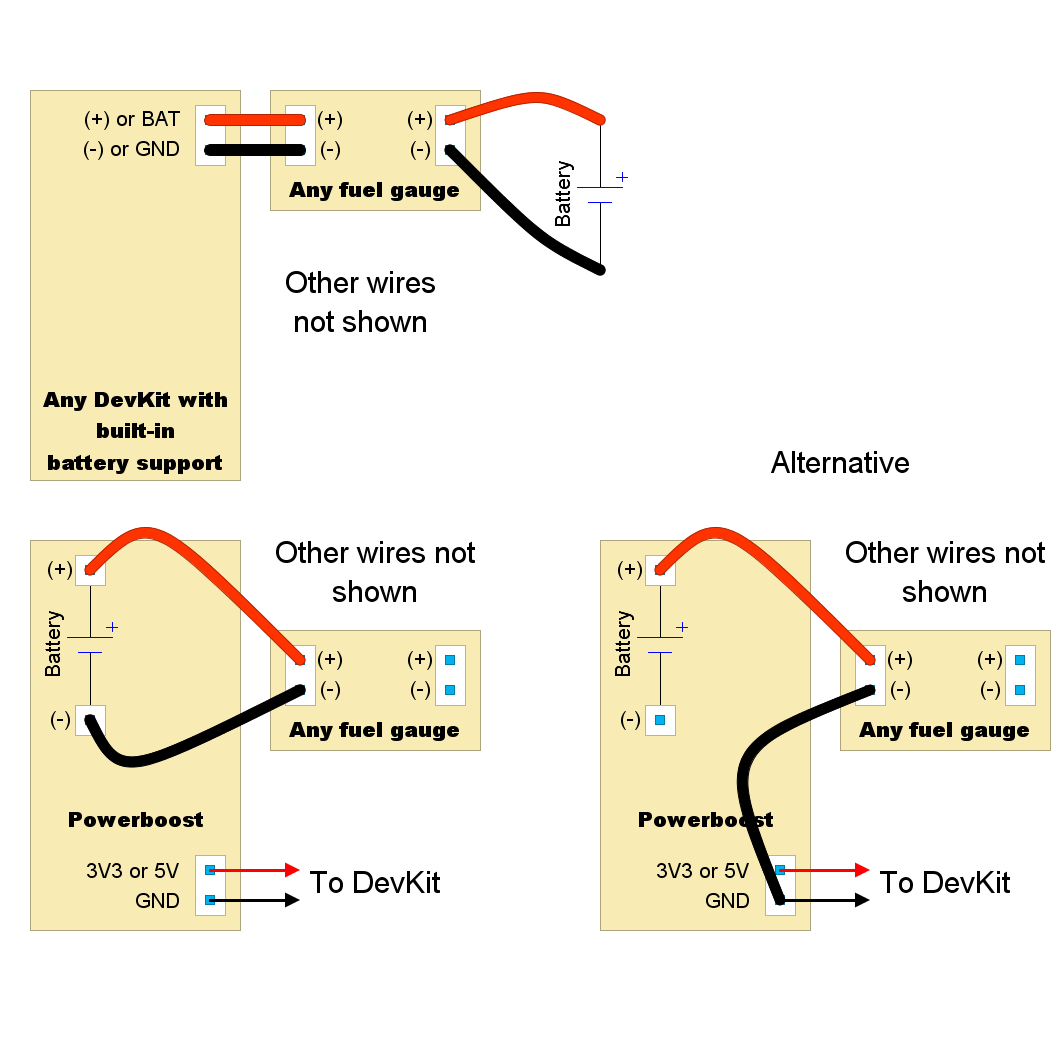 (+) or BAT
(-) or GND
(+)
(-)
(+)
(-)
Any fuel gauge
Battery
+
Other wires
not shown
Any DevKit with
built-in
battery support
Alternative
(+)
Battery
+
(-)
Other wires not
shown
(+)
(-)
(+)
(-)
Any fuel gauge
Powerboost
3V3 or 5V
GND
To DevKit
(+)
Battery
+
(-)
Other wires not
shown
(+)
(-)
(+)
(-)
Any fuel gauge
Powerboost
3V3 or 5V
GND
To DevKit